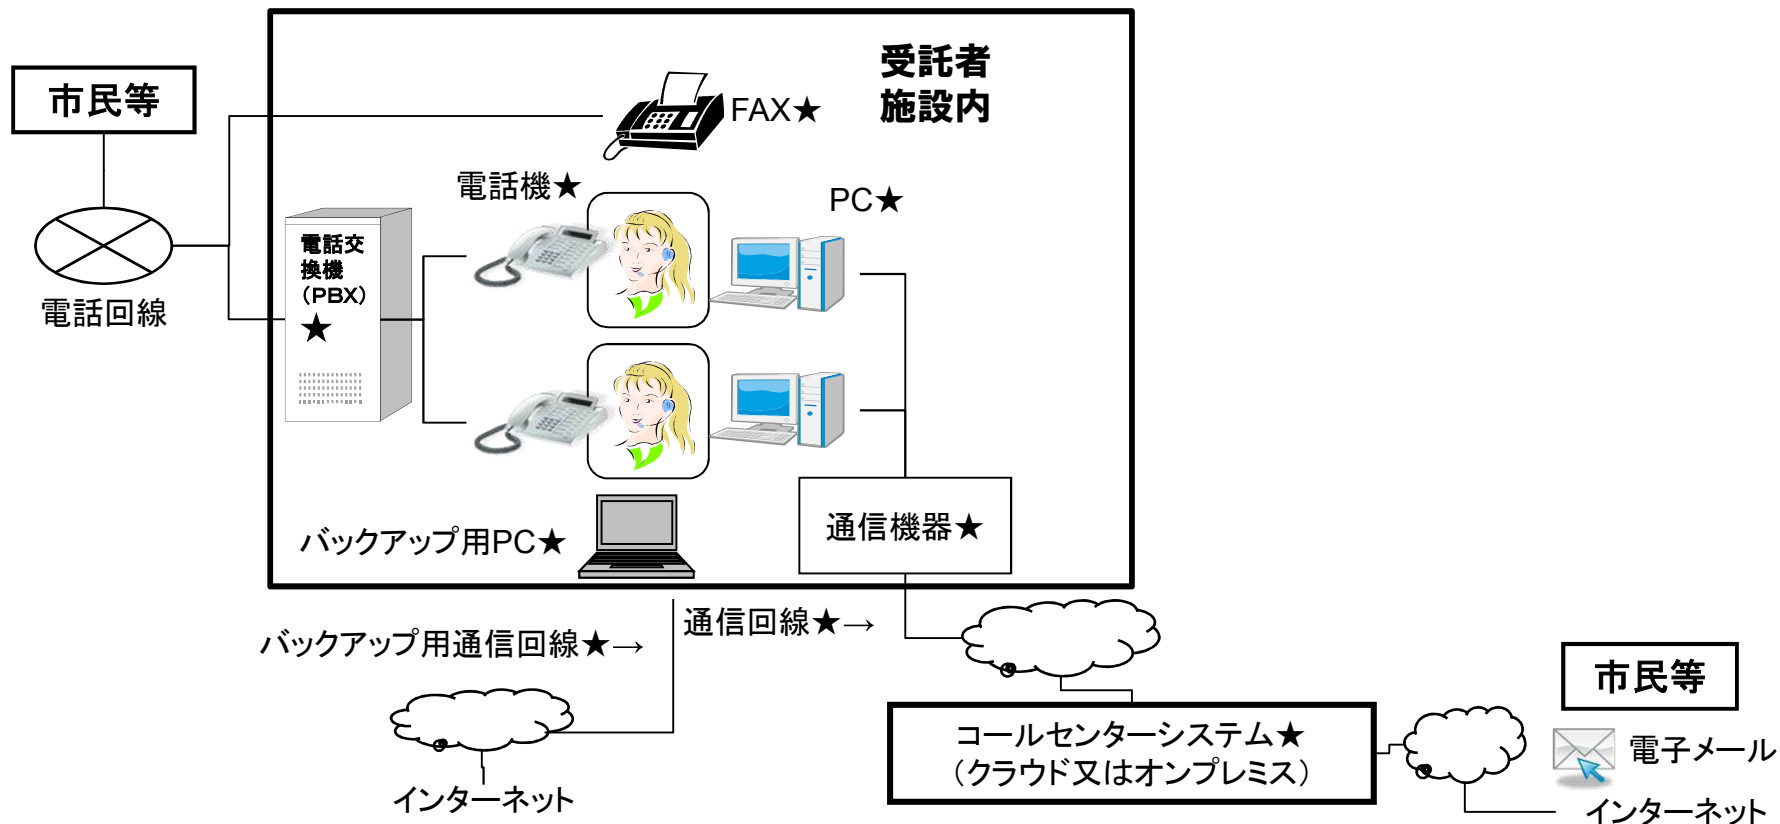 受託者
施設内
市民等
FAX★
電話機★
PC★
電話交
換機
（PBX）
★
電話回線
バックアップ用PC★
通信機器★
通信回線★→
バックアップ用通信回線★→
市民等
コールセンターシステム★
（クラウド又はオンプレミス）
電子メール
インターネット
インターネット